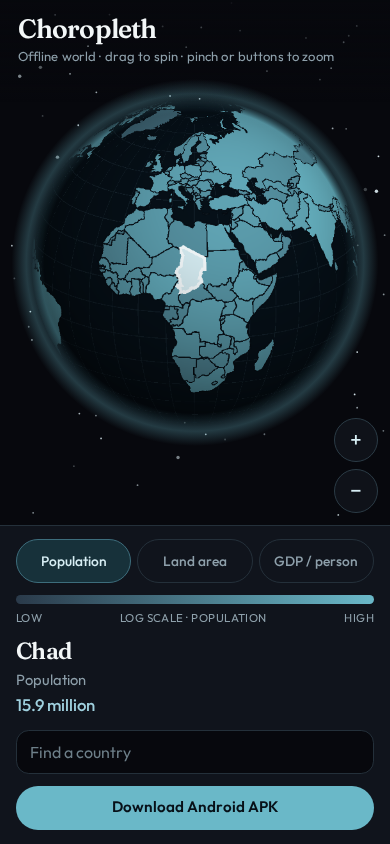 Choropleth
Offline world · drag to spin · pinch or buttons to zoom
+
−
Population
Land area
GDP / person
LOW
LOG SCALE · POPULATION
HIGH
Chad
Population
15.9 million
Find a country
Download Android APK